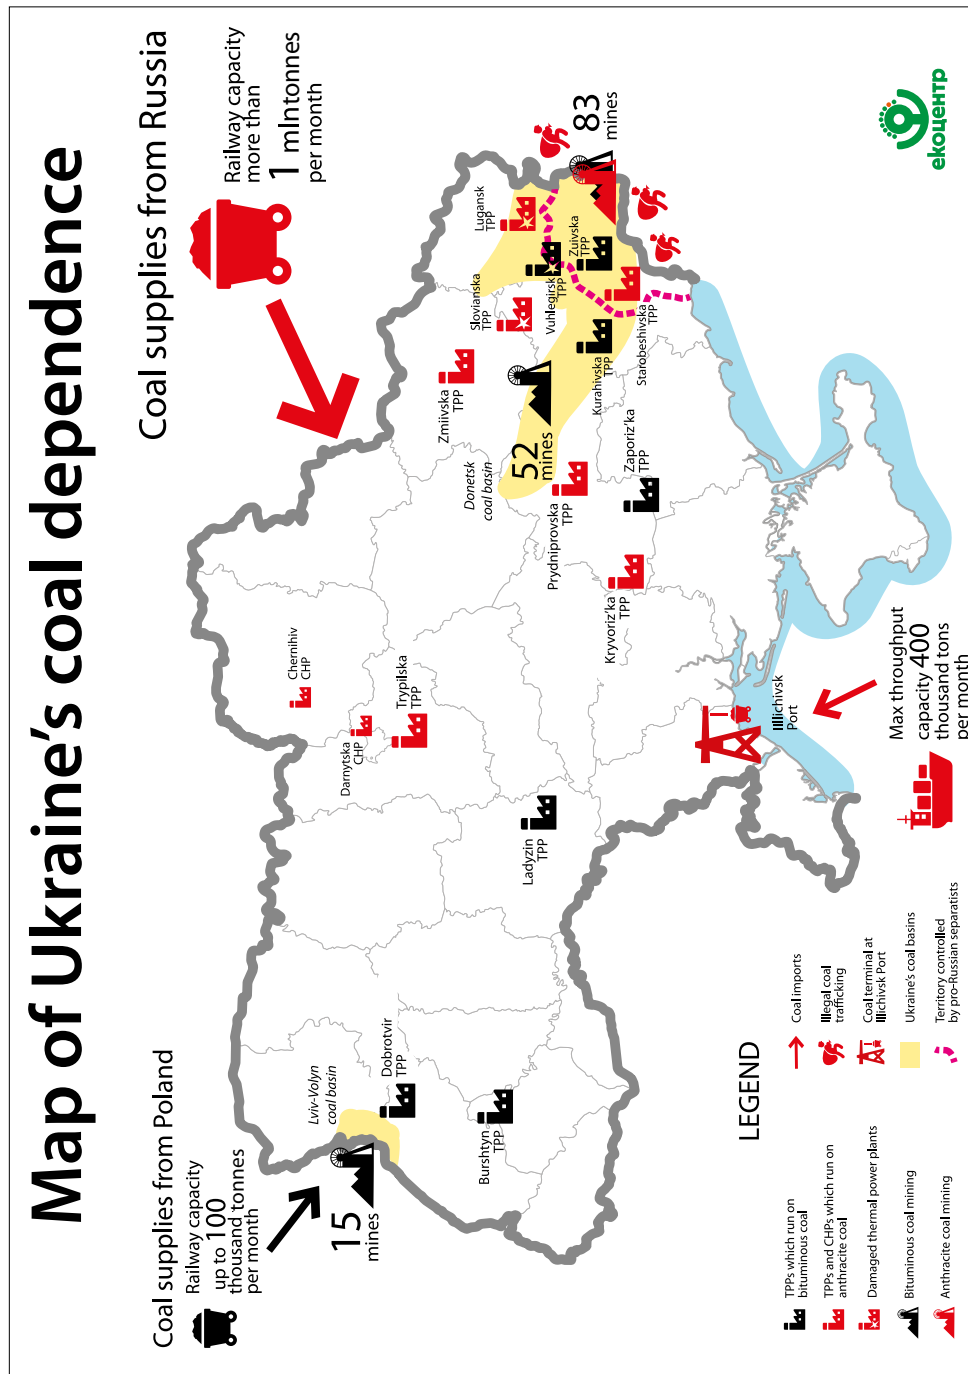 Map of Ukraine's coal dependence
Coal supplies from Poland
Railway capacity
up to 100
thousand tonnes
per month
Coal supplies from Russia
Railway capacity
more than
1 mlntonnes
per month
15
mines
Lviv-Volyn
coal basin
Dobrotvir
TPP
Burshtyn
TPP
Ladyzin
TPP
Chernihiv
CHP
Darnytska
CHP
Trypilska
TPP
Kryvoriz'ka
TPP
Prydniprovska
TPP
Zaporiz'ka
TPP
Donetsk
coal basin
52
mines
Zmiivska
TPP
Slovianska
TPP
Lugansk
TPP
Vuhlegirsk
TPP
Zuivska
TPP
Kurahivska
TPP
Starobeshivska
TPP
83
mines
Illichivsk
Port
Max throughput
capacity 400
thousand tons
per month
екоцентр
LEGEND
TPPs which run on
bituminous coal
TPPs and CHPs which run on
anthracite coal
Damaged thermal power plants
Bituminous coal mining
Anthracite coal mining
Coal imports
Illegal coal
trafficking
Coal terminal at
Illichivsk Port
Ukraine's coal basins
Territory controlled
by pro-Russian separatists